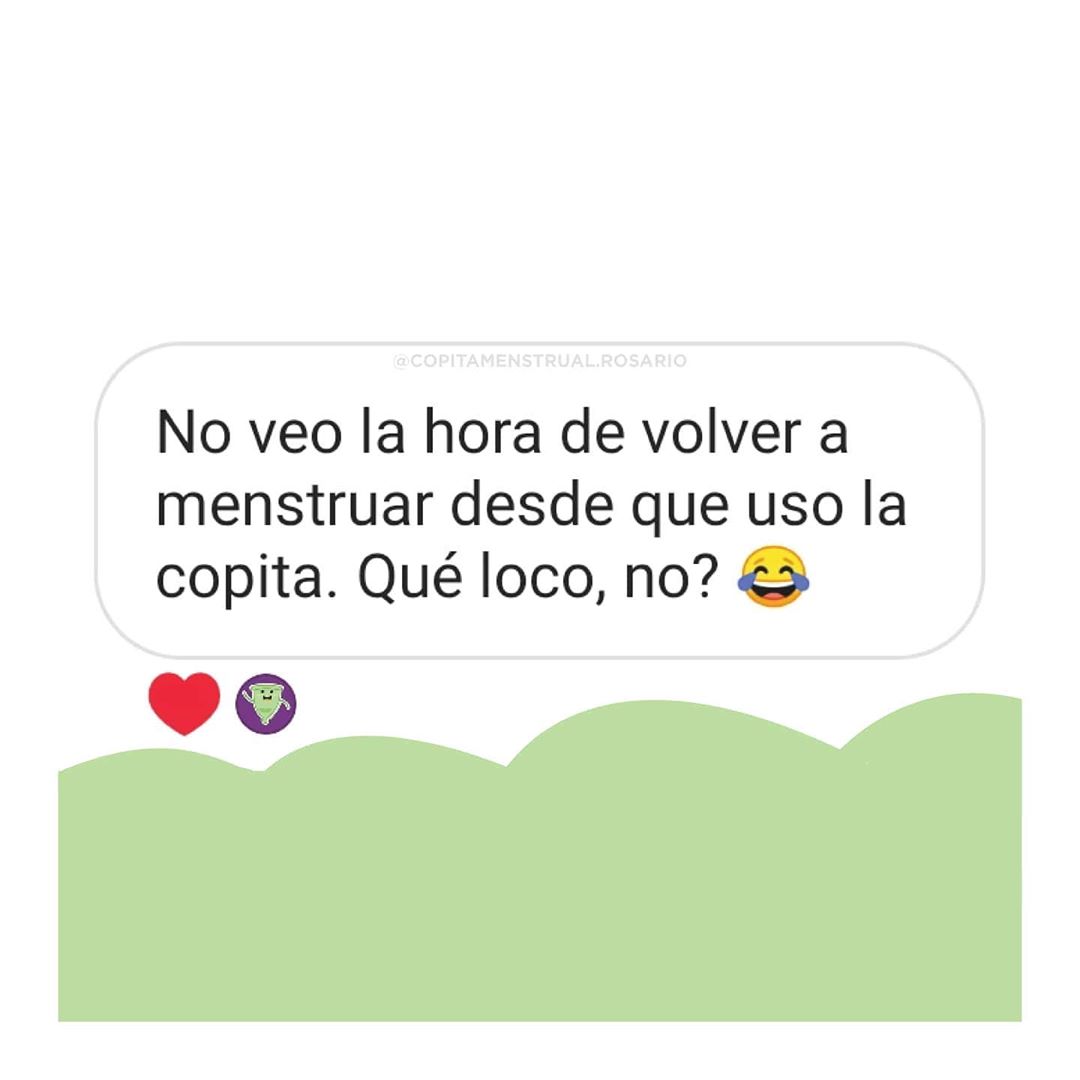 @COPITAMENSTRUAL.ROSARIO
No veo la hora de volver a
menstruar desde que uso la
copita. Qué loco, no? 😂